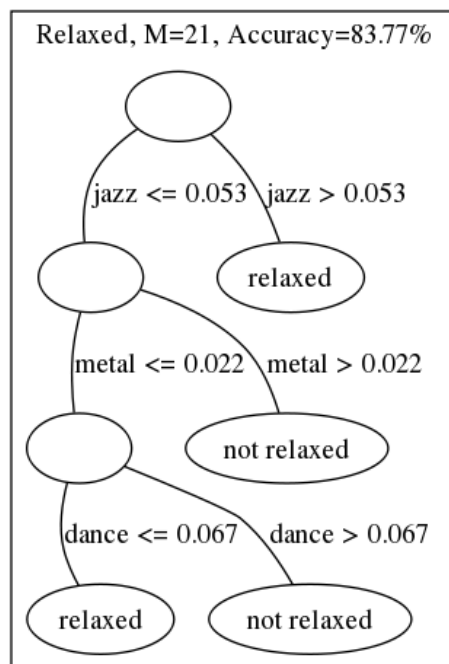 Relaxed, M=21, Accuracy=83.77%
jazz <= 0.053 jazz > 0.053
relaxed
metal <= 0.022 metal > 0.022
not relaxed
dance <= 0.067 dance > 0.067
relaxed not relaxed